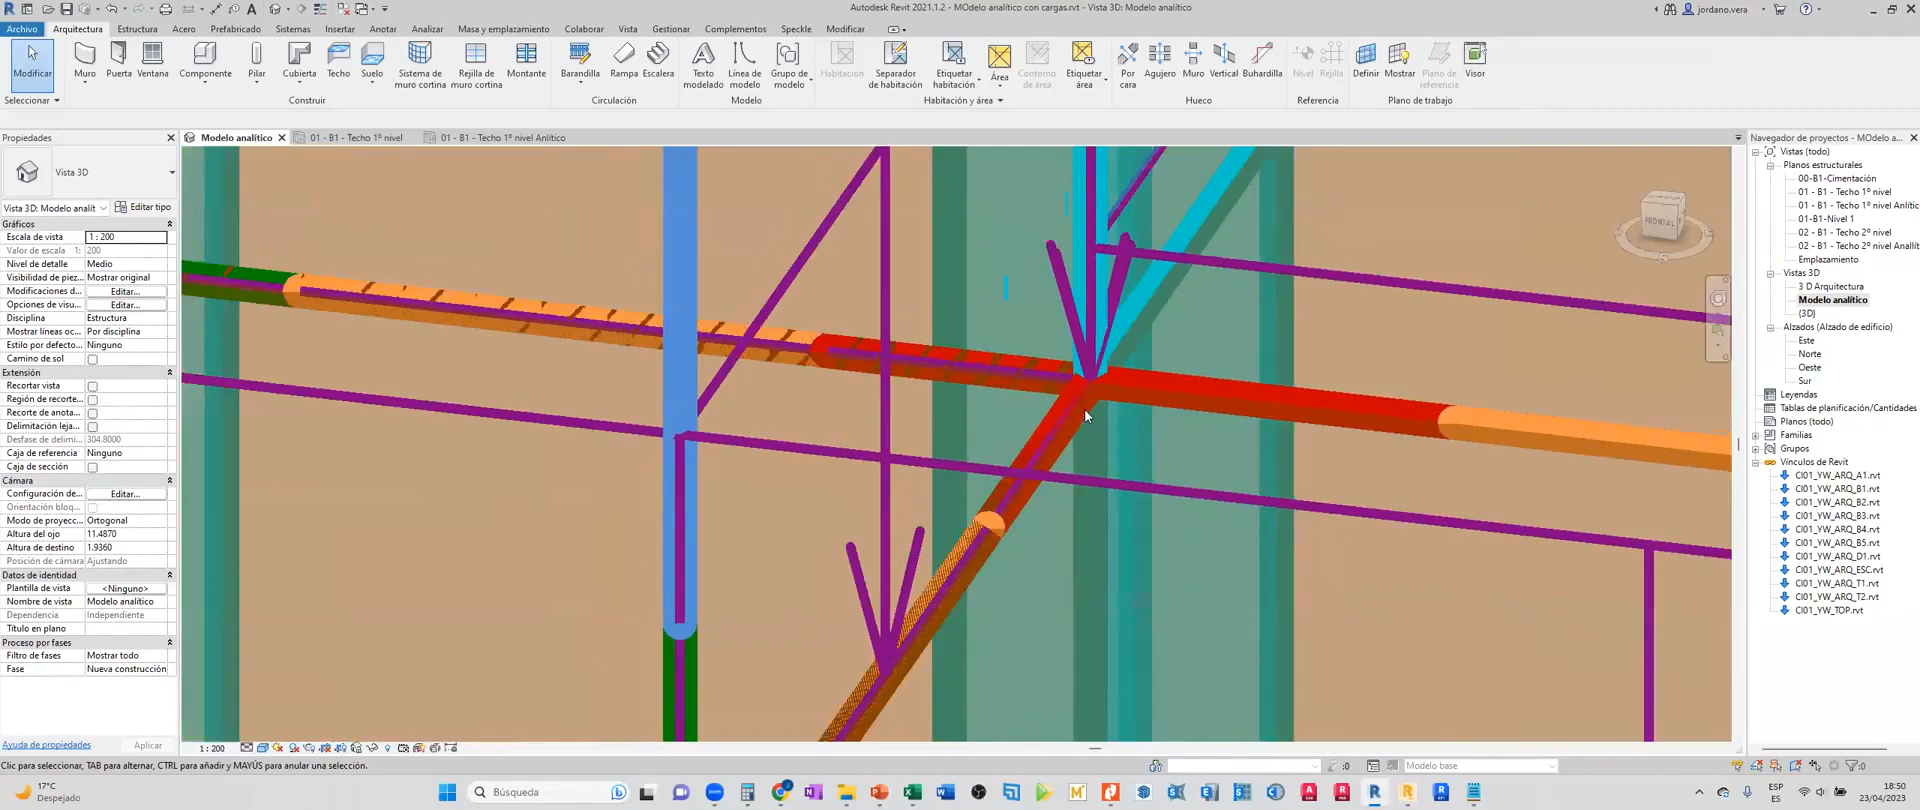 Autodesk Revit 2021.1.2 - MOdelo analítico con cargas.rvt - Vista 3D: Modelo analítico
jordano.vera
Archivo Arquitectura Estructura Acero Prefabricado Sistemas Insertar Anotar Analizar Masa y emplazamiento Colaborar Vista Gestionar Complementos Speckle Modificar
Modificar Muro Puerta Ventana Componente Pilar Cubierta Techo Suelo Sistema de muro cortina Rejilla de muro cortina Montante Barandilla Rampa Escalera Texto modelado Línea de modelo Grupo de modelo Habitación Separador de habitación Etiquetar habitación Área Contorno de área Etiquetar área Por cara Agujero Muro Vertical Buhardilla Nivel Rejilla Definir Mostrar Plano de referencia Visor
Seleccionar Construir Circulación Modelo Habitación y área Hueco Referencia Plano de trabajo
Propiedades
Modelo analítico 01 - B1 - Techo 1º nivel 01 - B1 - Techo 1º nivel Anlítico
Vista 3D
Vista 3D: Modelo analít Editar tipo
Gráficos
Escala de vista 1 : 200
Valor de escala 1: 200
Nivel de detalle Medio
Visibilidad de piez... Mostrar original
Modificaciones d... Editar...
Opciones de visu... Editar...
Disciplina Estructura
Mostrar líneas oc... Por disciplina
Estilo por defecto... Ninguno
Camino de sol
Extensión
Recortar vista
Región de recorte...
Recorte de anota...
Delimitación leja...
Desfase de delimi... 304.8000
Caja de referencia Ninguno
Caja de sección
Cámara
Configuración de... Editar...
Orientación bloq...
Modo de proyecc... Ortogonal
Altura del ojo 11.4870
Altura de destino 1.9360
Posición de cámara Ajustando
Datos de identidad
Plantilla de vista <Ninguno>
Nombre de vista Modelo analítico
Dependencia Independiente
Título en plano
Proceso por fases
Filtro de fases Mostrar todo
Fase Nueva construcción
Ayuda de propiedades Aplicar
FRONTAL
S
Navegador de proyectos - MOdelo a...
Vistas (todo)
Planos estructurales
00-B1-Cimentación
01 - B1 - Techo 1º nivel
01 - B1 - Techo 1º nivel Anlític
01-B1-Nivel 1
02 - B1 - Techo 2º nivel
02 - B1 - Techo 2º nivel Analít
Emplazamiento
Vistas 3D
3 D Arquitectura
Modelo analítico
{3D}
Alzados (Alzado de edificio)
Este
Norte
Oeste
Sur
Leyendas
Tablas de planificación/Cantidades
Planos (todo)
Familias
Grupos
Vínculos de Revit
CI01_YW_ARQ_A1.rvt
CI01_YW_ARQ_B1.rvt
CI01_YW_ARQ_B2.rvt
CI01_YW_ARQ_B3.rvt
CI01_YW_ARQ_B4.rvt
CI01_YW_ARQ_B5.rvt
CI01_YW_ARQ_D1.rvt
CI01_YW_ARQ_ESC.rvt
CI01_YW_ARQ_T1.rvt
CI01_YW_ARQ_T2.rvt
CI01_YW_TOP.rvt
1 : 200
Clic para seleccionar, TAB para alternar, CTRL para añadir y MAYÚS para anular una selección.
:0 Modelo base :0
17°C
Despejado
Búsqueda
ESP
ES
18:50
23/04/2023